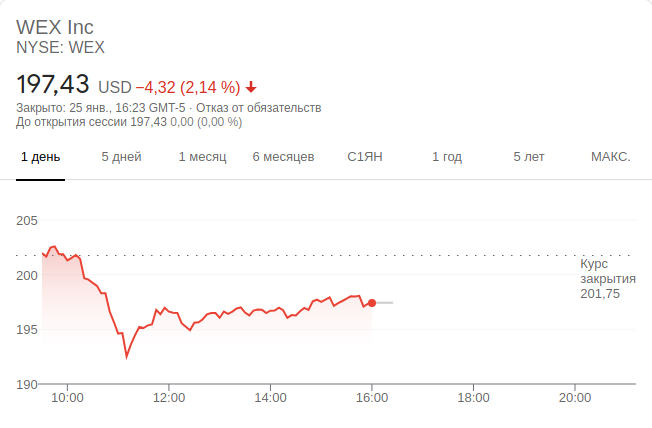 WEX Inc
NYSE: WEX
197,43 USD −4,32 (2,14 %)
Закрыто: 25 янв., 16:23 GMT-5 · Отказ от обязательств
До открытия сессии 197,43 0,00 (0,00 %)
1 день 5 дней 1 месяц 6 месяцев С1ЯН 1 год 5 лет МАКС.
205
Курс
закрытия
201,75
200
195
190
10:00 12:00 14:00 16:00 18:00 20:00